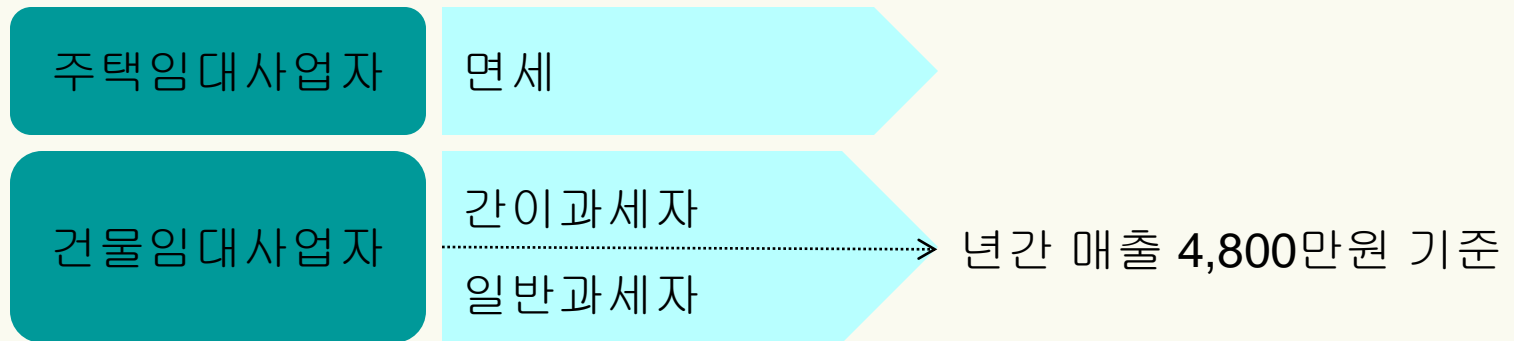 주택임대사업자
면세
건물임대사업자
간이과세자
일반과세자
년간 매출 4,800만원 기준